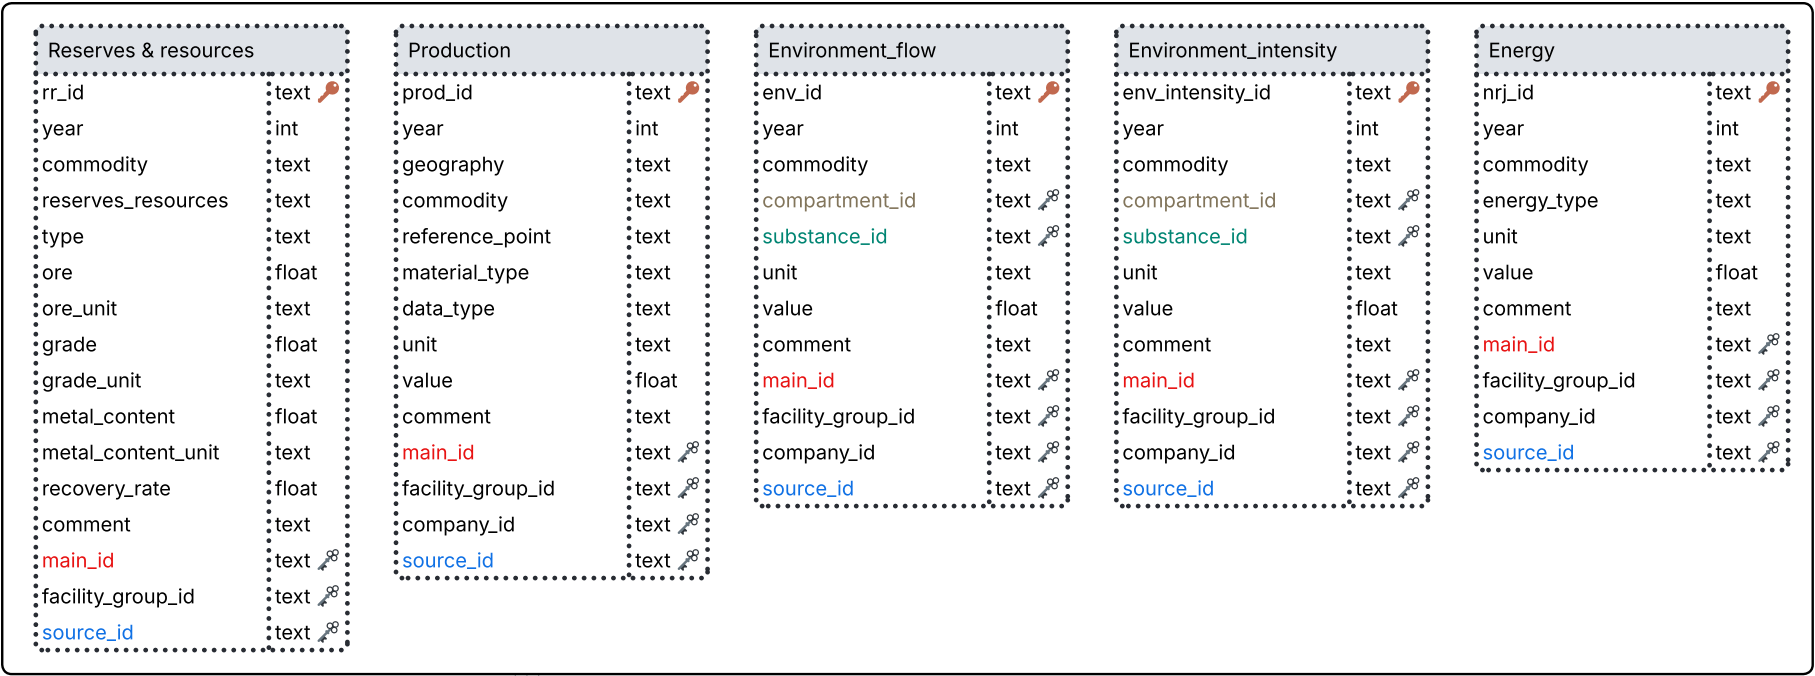 Reserves & resources
rr_id text
year int
commodity text
reserves_resources text
type text
ore float
ore_unit text
grade float
grade_unit text
metal_content float
metal_content_unit text
recovery_rate float
comment text
main_id text
facility_group_id text
source_id text
Production
prod_id text
year int
geography text
commodity text
reference_point text
material_type text
data_type text
unit text
value float
comment text
main_id text
facility_group_id text
company_id text
source_id text
Environment_flow
env_id text
year int
commodity text
compartment_id text
substance_id text
unit text
value float
comment text
main_id text
facility_group_id text
company_id text
source_id text
Environment_intensity
env_intensity_id text
year int
commodity text
compartment_id text
substance_id text
unit text
value float
comment text
main_id text
facility_group_id text
company_id text
source_id text
Energy
nrj_id text
year int
commodity text
energy_type text
unit text
value float
comment text
main_id text
facility_group_id text
company_id text
source_id text